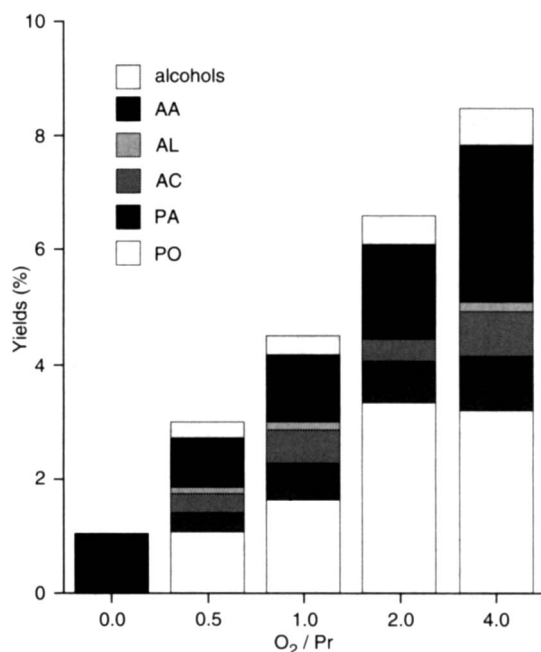 10
8
6
4
2
0
Yields (%)
alcohols
AA
AL
AC
PA
PO
0.0 0.5 1.0 2.0 4.0
O₂ / Pr